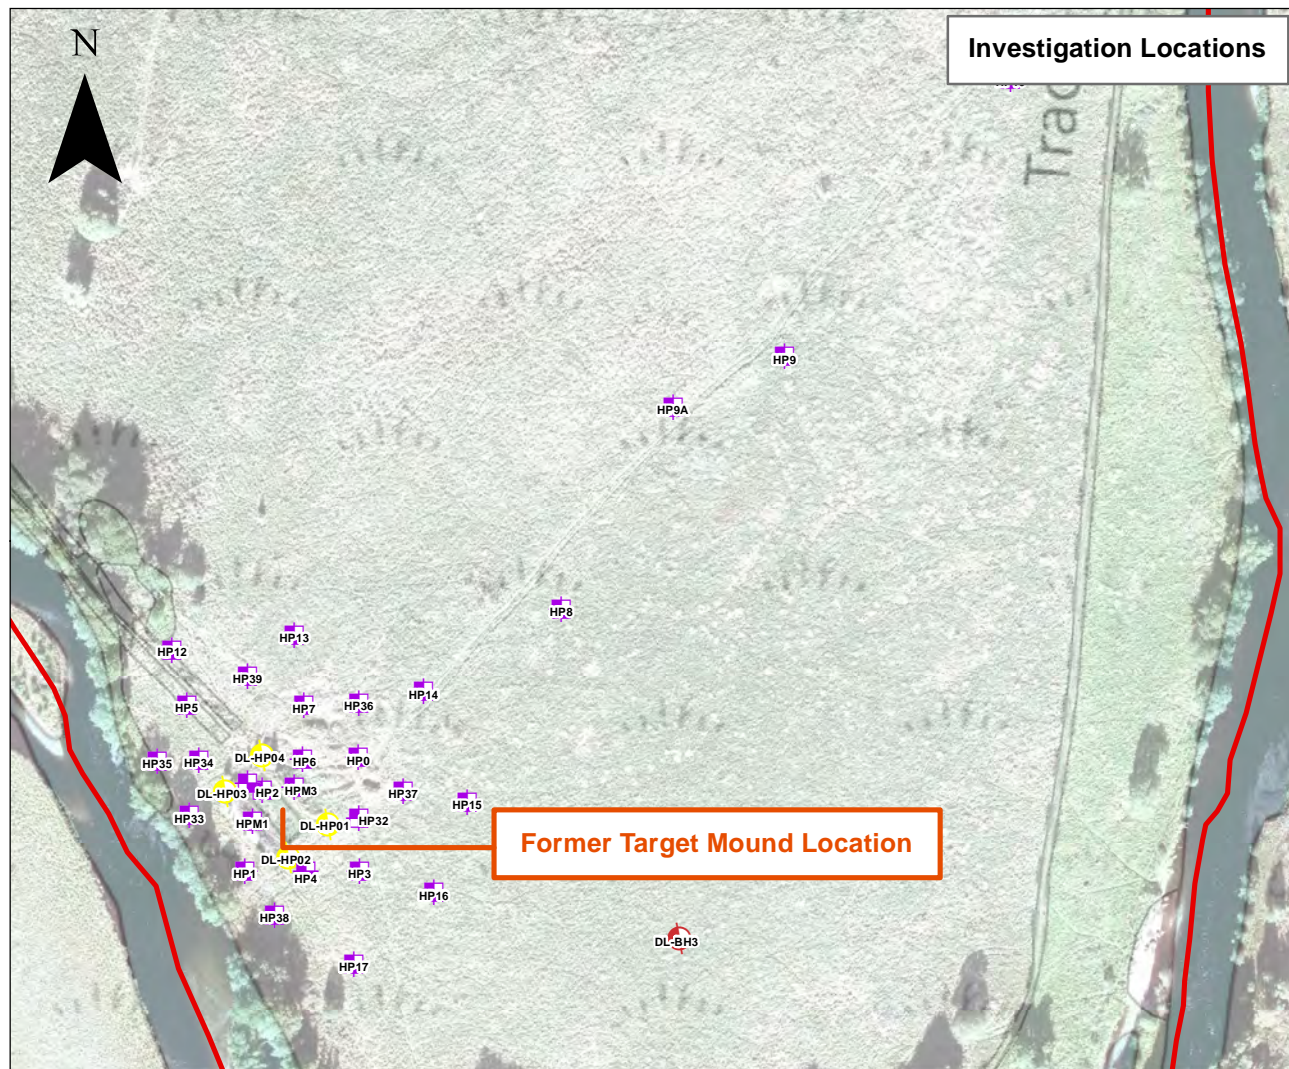 N
Investigation Locations
Trac
HP9
HP9A
HP8
HP13
HP12
HP39
HP14
HP5
HP7
HP36
DL-HP04
HP35
HP34
HP6
HP0
DL-HP03
HP2
HPM3
HP37
HP15
HP33
HPM1
DL-HP01
HP32
Former Target Mound Location
DL-HP02
HP1
HP4
HP3
HP16
HP38
DL-BH3
HP17